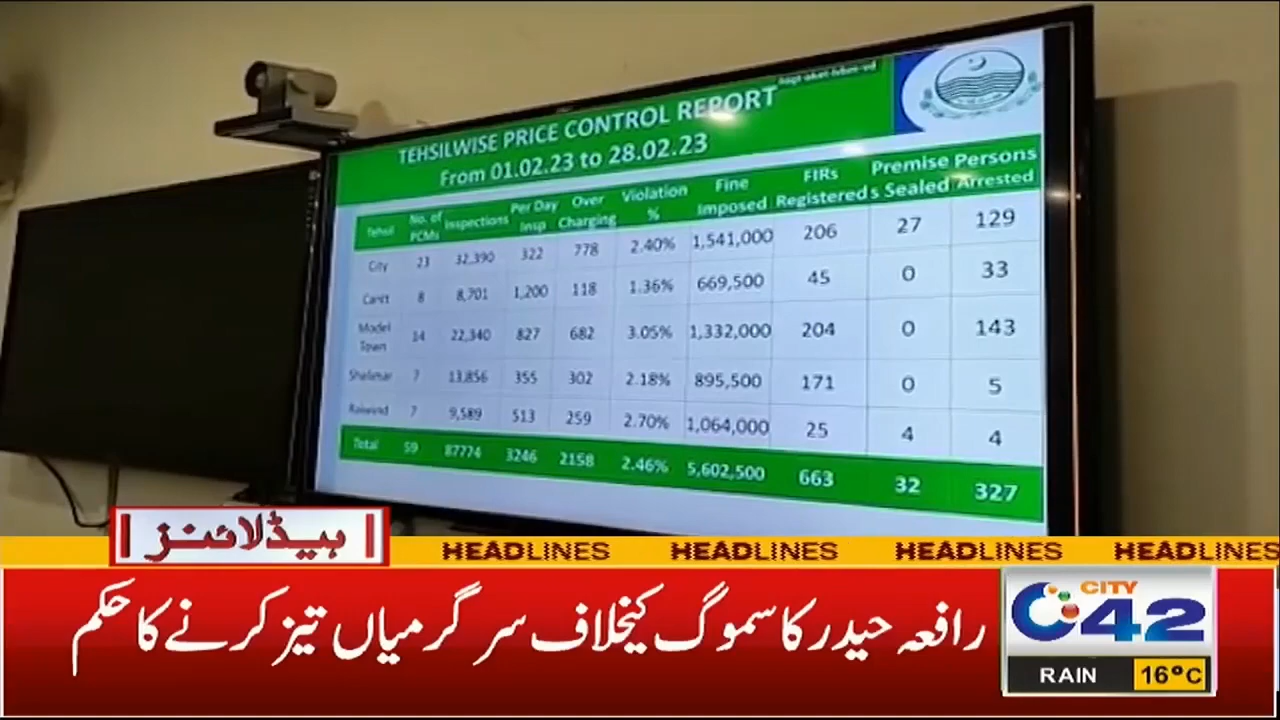 TEHSILWISE PRICE CONTROL REPORT
From 01.02.23 to 28.02.23
Tehsil No. of PCMs Inspections Per Day Insp Over Charging Violation % Fine Imposed FIRs Registered Premise s Sealed Persons Arrested
City 23 32,390 322 778 2.40% 1,541,000 206 27 129
Cantt 8 8,701 1,200 118 1.36% 669,500 45 0 33
Model Town 14 22,340 827 682 3.05% 1,332,000 204 0 143
Shalimar 7 13,856 355 302 2.18% 895,500 171 0 5
Raiwind 7 9,589 513 259 2.70% 1,064,000 25 4 4
Total 59 87774 3246 2158 2.46% 5,602,500 663 32 327
ہیڈلائنز
HEADLINES HEADLINES HEADLINES HEADLINES
رافعہ حیدر کا سموگ کیخلاف سرگرمیاں تیز کرنے کا حکم
CITY 42
RAIN 16°C